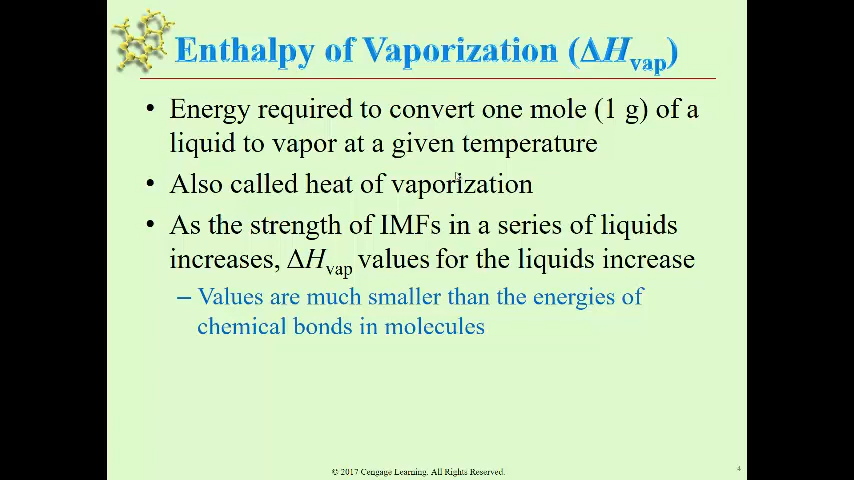 Enthalpy of Vaporization (ΔHvap)
• Energy required to convert one mole (1 g) of a
liquid to vapor at a given temperature
• Also called heat of vaporization
• As the strength of IMFs in a series of liquids
increases, ΔHvap values for the liquids increase
– Values are much smaller than the energies of
chemical bonds in molecules
© 2017 Cengage Learning. All Rights Reserved.
4